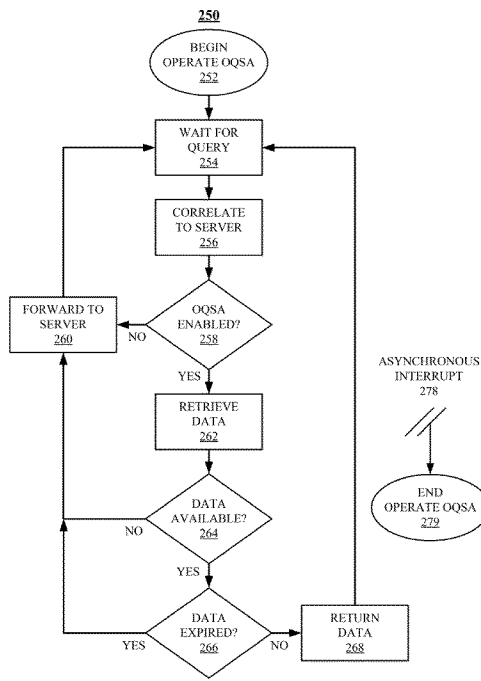 250
BEGIN
OPERATE OQSA
252
WAIT FOR
QUERY
254
CORRELATE
TO SERVER
256
OQSA
ENABLED?
258
NO
YES
FORWARD TO
SERVER
260
RETRIEVE
DATA
262
DATA
AVAILABLE?
264
NO
YES
DATA
EXPIRED?
266
YES
NO
RETURN
DATA
268
ASYNCHRONOUS
INTERRUPT
278
END
OPERATE OQSA
279